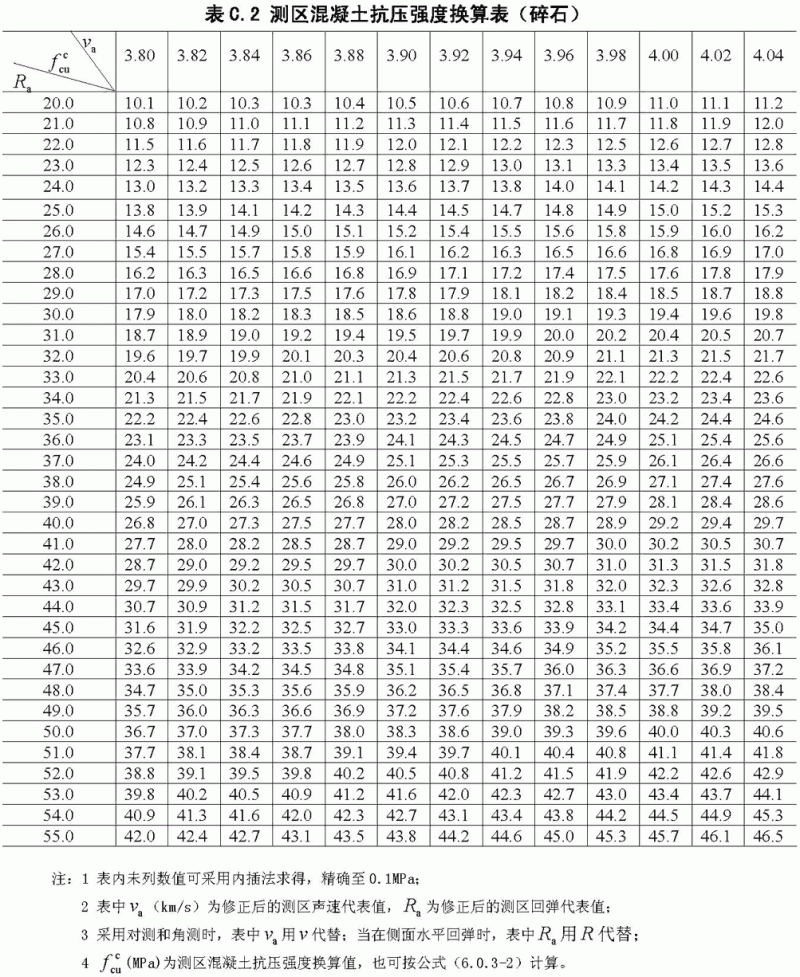 表C.2 测区混凝土抗压强度换算表（碎石）
f_cu^c v_a R_a 3.80 3.82 3.84 3.86 3.88 3.90 3.92 3.94 3.96 3.98 4.00 4.02 4.04
20.0 10.1 10.2 10.3 10.3 10.4 10.5 10.6 10.7 10.8 10.9 11.0 11.1 11.2
21.0 10.8 10.9 11.0 11.1 11.2 11.3 11.4 11.5 11.6 11.7 11.8 11.9 12.0
22.0 11.5 11.6 11.7 11.8 11.9 12.0 12.1 12.2 12.3 12.5 12.6 12.7 12.8
23.0 12.3 12.4 12.5 12.6 12.7 12.8 12.9 13.0 13.1 13.3 13.4 13.5 13.6
24.0 13.0 13.2 13.3 13.4 13.5 13.6 13.7 13.8 14.0 14.1 14.2 14.3 14.4
25.0 13.8 13.9 14.1 14.2 14.3 14.4 14.5 14.7 14.8 14.9 15.0 15.2 15.3
26.0 14.6 14.7 14.9 15.0 15.1 15.2 15.4 15.5 15.6 15.8 15.9 16.0 16.2
27.0 15.4 15.5 15.7 15.8 15.9 16.1 16.2 16.3 16.5 16.6 16.8 16.9 17.0
28.0 16.2 16.3 16.5 16.6 16.8 16.9 17.1 17.2 17.4 17.5 17.6 17.8 17.9
29.0 17.0 17.2 17.3 17.5 17.6 17.8 17.9 18.1 18.2 18.4 18.5 18.7 18.8
30.0 17.9 18.0 18.2 18.3 18.5 18.6 18.8 19.0 19.1 19.3 19.4 19.6 19.8
31.0 18.7 18.9 19.0 19.2 19.4 19.5 19.7 19.9 20.0 20.2 20.4 20.5 20.7
32.0 19.6 19.7 19.9 20.1 20.3 20.4 20.6 20.8 20.9 21.1 21.3 21.5 21.7
33.0 20.4 20.6 20.8 21.0 21.1 21.3 21.5 21.7 21.9 22.1 22.2 22.4 22.6
34.0 21.3 21.5 21.7 21.9 22.1 22.2 22.4 22.6 22.8 23.0 23.2 23.4 23.6
35.0 22.2 22.4 22.6 22.8 23.0 23.2 23.4 23.6 23.8 24.0 24.2 24.4 24.6
36.0 23.1 23.3 23.5 23.7 23.9 24.1 24.3 24.5 24.7 24.9 25.1 25.4 25.6
37.0 24.0 24.2 24.4 24.6 24.9 25.1 25.3 25.5 25.7 25.9 26.1 26.4 26.6
38.0 24.9 25.1 25.4 25.6 25.8 26.0 26.2 26.5 26.7 26.9 27.1 27.4 27.6
39.0 25.9 26.1 26.3 26.5 26.8 27.0 27.2 27.5 27.7 27.9 28.1 28.4 28.6
40.0 26.8 27.0 27.3 27.5 27.7 28.0 28.2 28.5 28.7 28.9 29.2 29.4 29.7
41.0 27.7 28.0 28.2 28.5 28.7 29.0 29.2 29.5 29.7 30.0 30.2 30.5 30.7
42.0 28.7 29.0 29.2 29.5 29.7 30.0 30.2 30.5 30.7 31.0 31.3 31.5 31.8
43.0 29.7 29.9 30.2 30.5 30.7 31.0 31.2 31.5 31.8 32.0 32.3 32.6 32.8
44.0 30.7 30.9 31.2 31.5 31.7 32.0 32.3 32.5 32.8 33.1 33.4 33.6 33.9
45.0 31.6 31.9 32.2 32.5 32.7 33.0 33.3 33.6 33.9 34.2 34.4 34.7 35.0
46.0 32.6 32.9 33.2 33.5 33.8 34.1 34.4 34.6 34.9 35.2 35.5 35.8 36.1
47.0 33.6 33.9 34.2 34.5 34.8 35.1 35.4 35.7 36.0 36.3 36.6 36.9 37.2
48.0 34.7 35.0 35.3 35.6 35.9 36.2 36.5 36.8 37.1 37.4 37.7 38.0 38.4
49.0 35.7 36.0 36.3 36.6 36.9 37.2 37.6 37.9 38.2 38.5 38.8 39.2 39.5
50.0 36.7 37.0 37.3 37.7 38.0 38.3 38.6 39.0 39.3 39.6 40.0 40.3 40.6
51.0 37.7 38.1 38.4 38.7 39.1 39.4 39.7 40.1 40.4 40.8 41.1 41.4 41.8
52.0 38.8 39.1 39.5 39.8 40.2 40.5 40.8 41.2 41.5 41.9 42.2 42.6 42.9
53.0 39.8 40.2 40.5 40.9 41.2 41.6 42.0 42.3 42.7 43.0 43.4 43.7 44.1
54.0 40.9 41.3 41.6 42.0 42.3 42.7 43.1 43.4 43.8 44.2 44.5 44.9 45.3
55.0 42.0 42.4 42.7 43.1 43.5 43.8 44.2 44.6 45.0 45.3 45.7 46.1 46.5
注：1 表内未列数值可采用内插法求得，精确至0.1MPa；
2 表中v_a（km/s）为修正后的测区声速代表值，R_a为修正后的测区回弹代表值；
3 采用对测和角测时，表中v_a用v代替；当在侧面水平回弹时，表中R_a用R代替；
4 f_cu^c(MPa)为测区混凝土抗压强度换算值，也可按公式（6.0.3-2）计算。